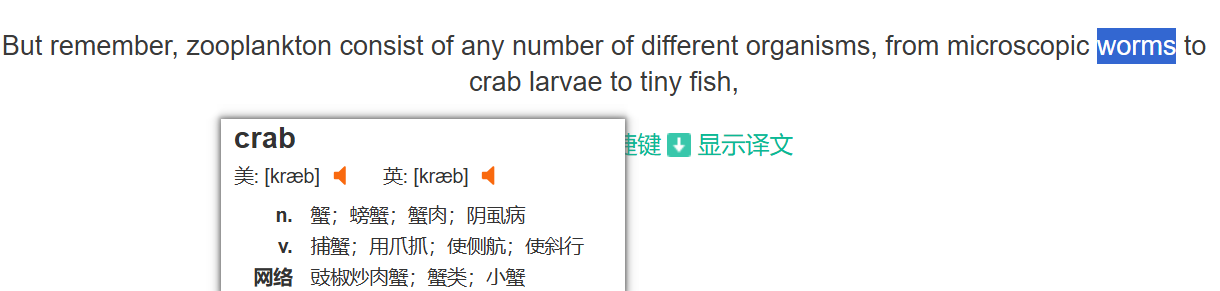 But remember, zooplankton consist of any number of different organisms, from microscopic worms to
crab larvae to tiny fish,
crab
捷键 显示译文
美: [kræb] 英: [kræb]
n. 蟹；螃蟹；蟹肉；阴虱病
v. 捕蟹；用爪抓；使侧航；使斜行
网络 豉椒炒肉蟹；蟹类；小蟹